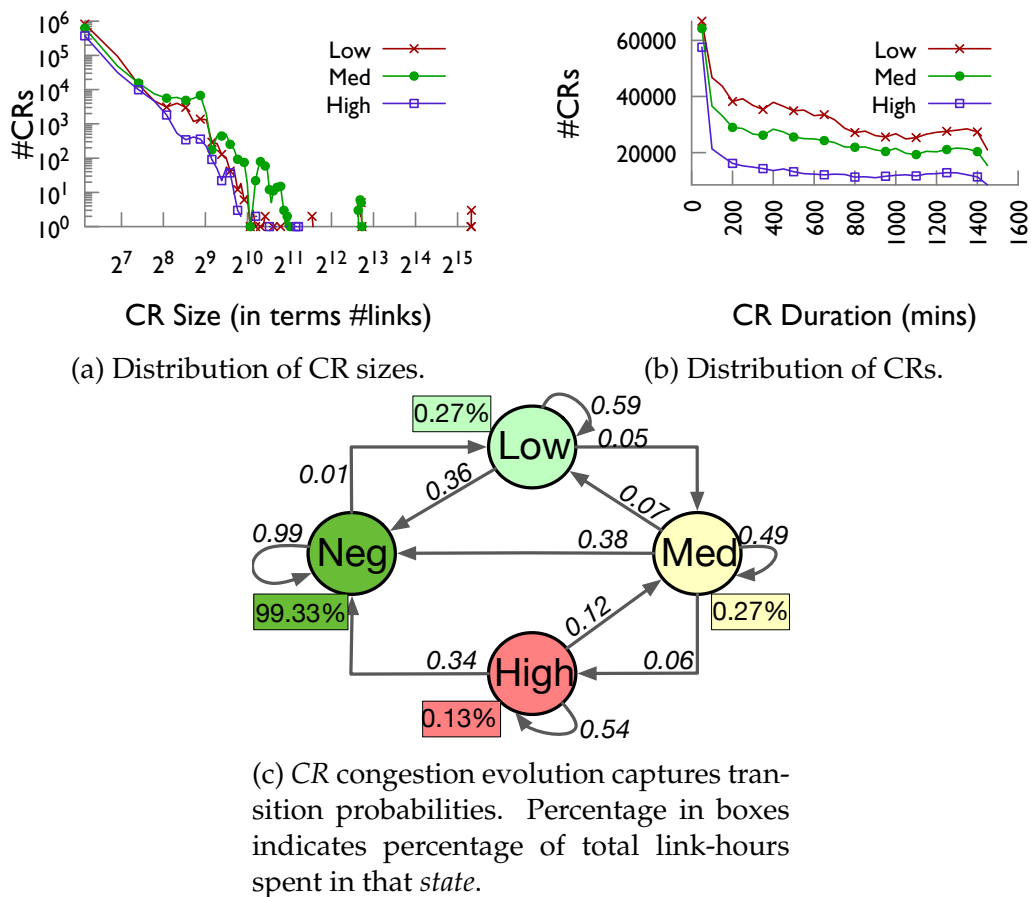 10^6
10^5
10^4
10^3
10^2
10^1
10^0
#CRs
Low
Med
High
2^7 2^8 2^9 2^10 2^11 2^12 2^13 2^14 2^15
CR Size (in terms #links)
(a) Distribution of CR sizes.
60000
40000
20000
#CRs
Low
Med
High
0 200 400 600 800 1000 1200 1400 1600
CR Duration (mins)
(b) Distribution of CRs.
0.27%
Low
0.59
0.05
0.01
0.36
0.07
0.99
Neg
0.38
Med
0.49
99.33%
0.27%
0.12
0.34
High
0.06
0.13%
0.54
(c) CR congestion evolution captures tran-
sition probabilities. Percentage in boxes
indicates percentage of total link-hours
spent in that state.